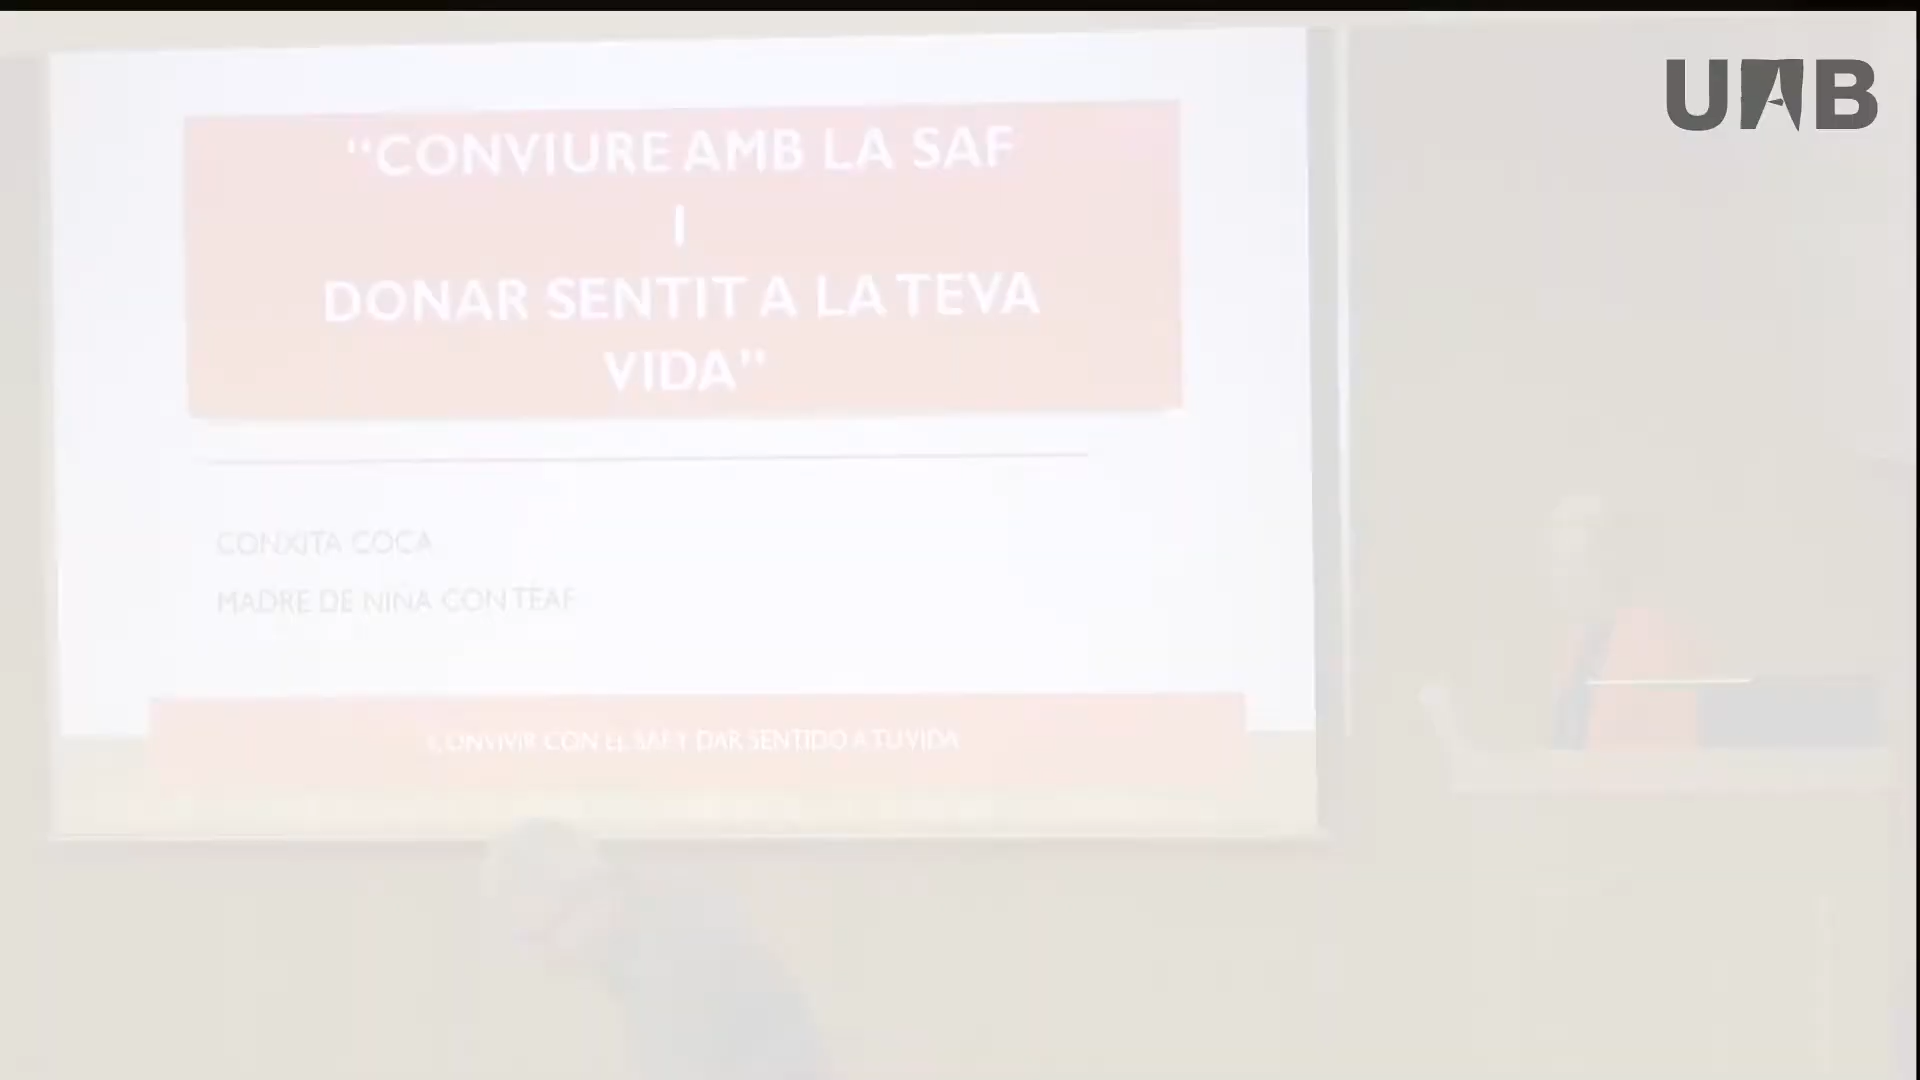 UAB
"CONVIURE AMB LA SAF
I
DONAR SENTIT A LA TEVA
VIDA"
CONXITA COCA
MADRE DE NIÑA CON TEAF
CONVIVIR CON EL SAF Y DAR SENTIDO A TU VIDA